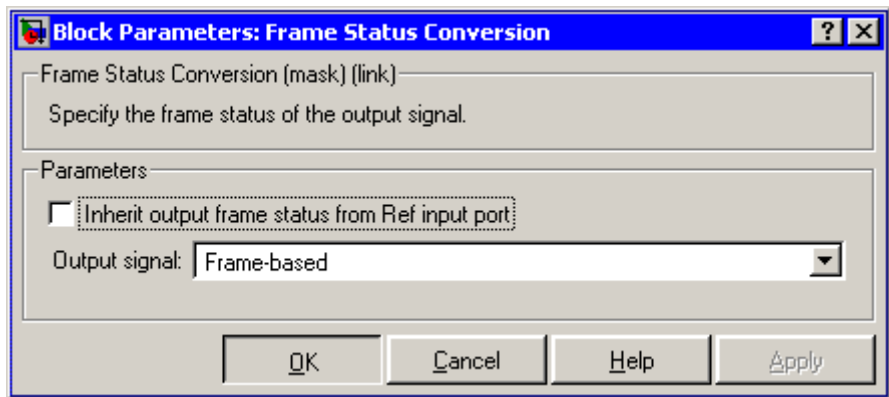 Block Parameters: Frame Status Conversion
Frame Status Conversion (mask) (link)
Specify the frame status of the output signal.
Parameters
Inherit output frame status from Ref input port
Output signal: Frame-based
OK Cancel Help Apply